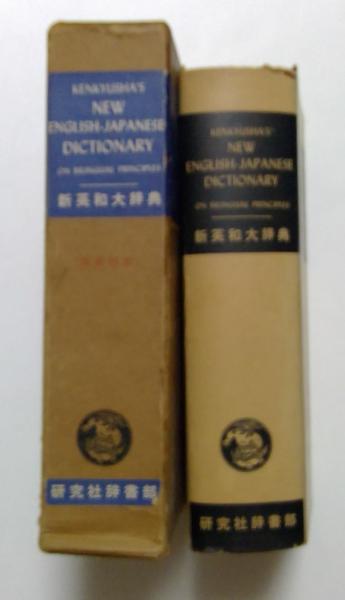 KENKYUSHA'S
NEW
ENGLISH-JAPANESE
DICTIONARY
ON BILINGUAL PRINCIPLES
新英和大辞典
研究社辞書部
KENKYUSHA'S
NEW
ENGLISH-JAPANESE
DICTIONARY
ON BILINGUAL PRINCIPLES
新英和大辞典
研究社辞書部